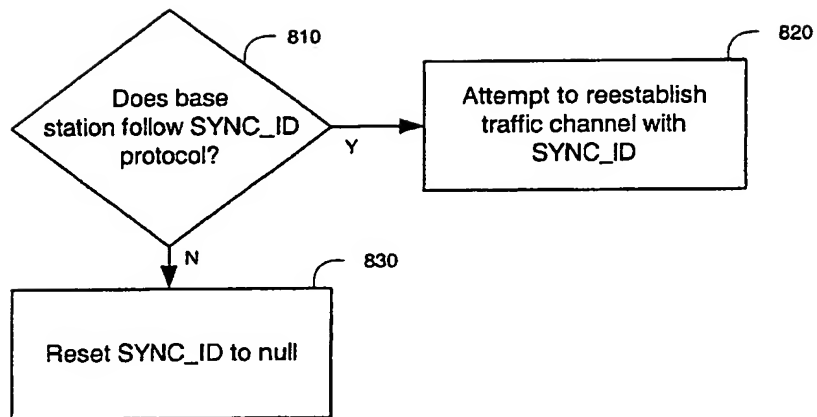 810
Does base
station follow SYNC_ID
protocol?
Y
820
Attempt to reestablish
traffic channel with
SYNC_ID
N
830
Reset SYNC_ID to null